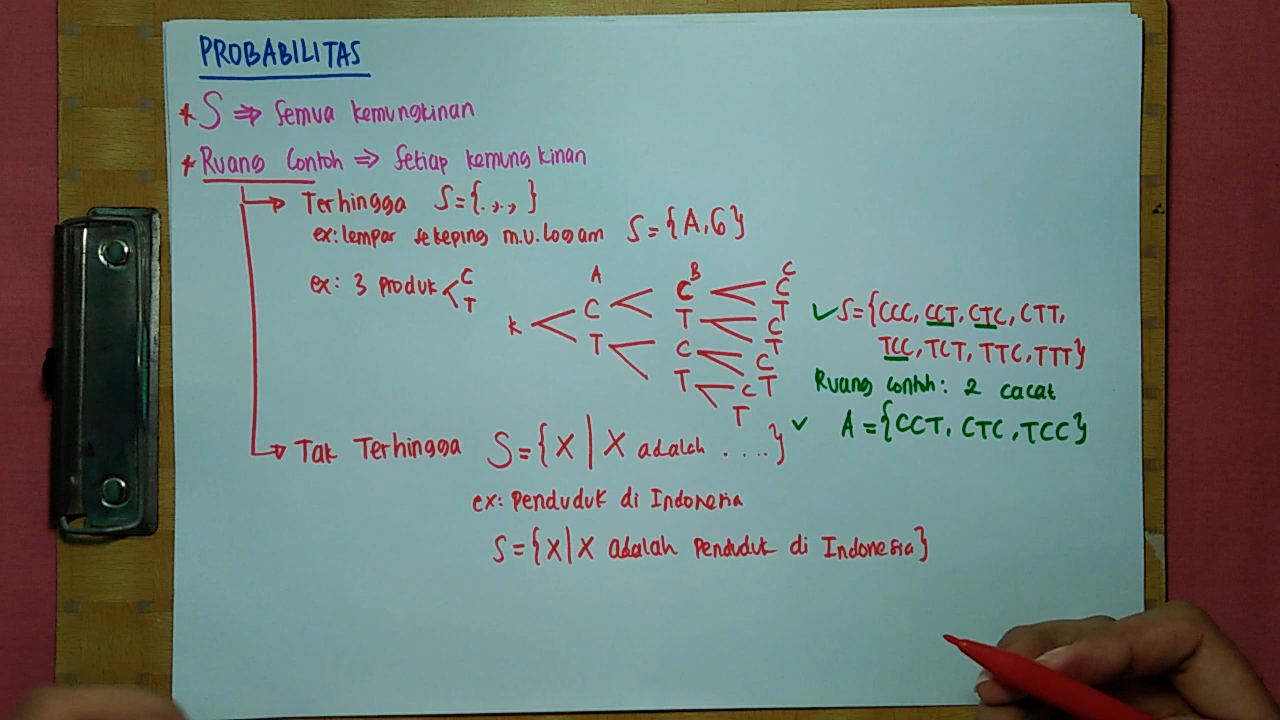 PROBABILITAS
* S ⇒ Semua kemungkinan
* Ruang Contoh ⇒ Setiap kemungkinan
→ Terhingga S={.,.,}
ex: lempar sekeping m.u. logam S={A,G}
ex: 3 produk < C
T
A B C
K C C C
T
T C
T
T C C
T
T C
T
✓ S={CCC, CCT, CTC, CTT,
TCC, TCT, TTC, TTT}
Ruang contoh: 2 cacat
✓ A={CCT, CTC, TCC}
→ Tak Terhingga S={X|X adalah ....}
ex: Penduduk di Indonesia
S={X|X adalah Penduduk di Indonesia}